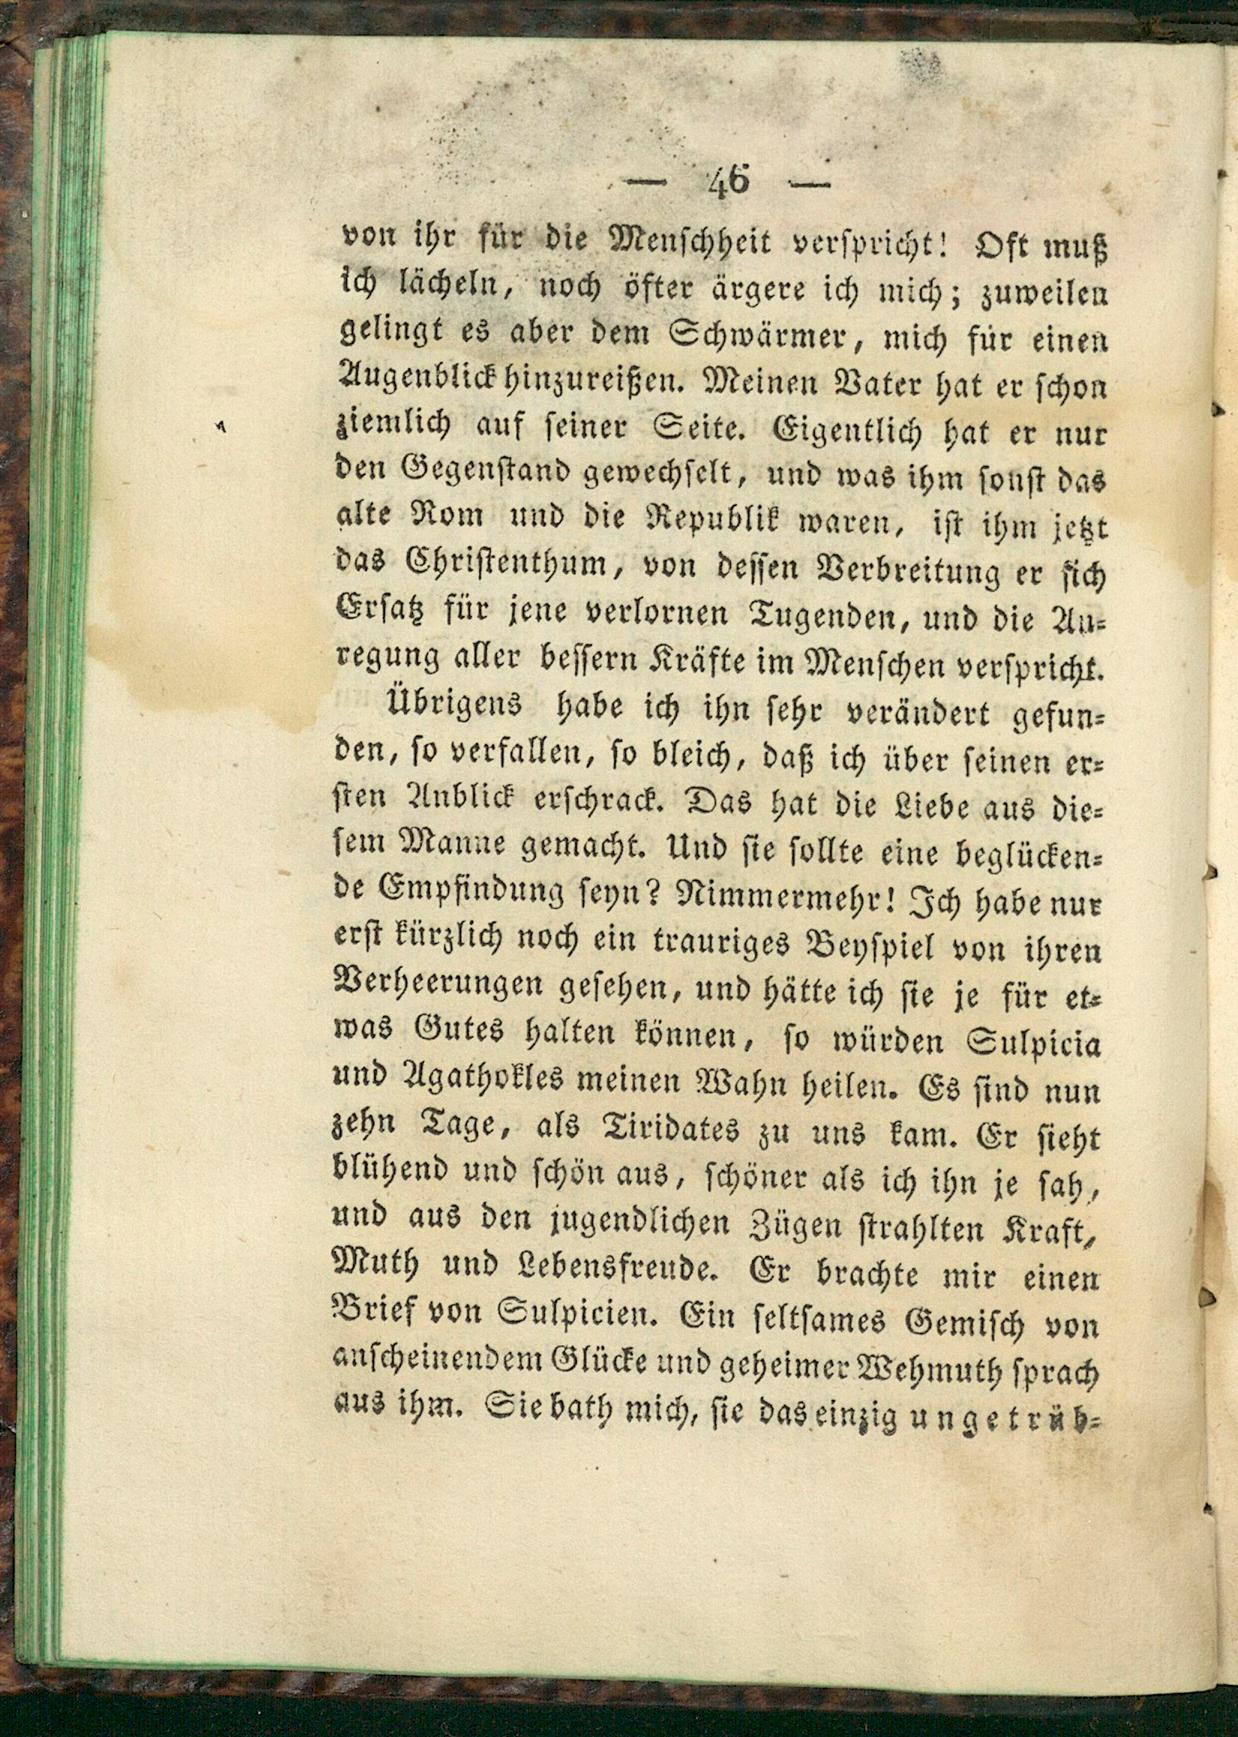 — 46 —
von ihr für die Menschheit verspricht! Oft muß
ich lächeln, noch öfter ärgere ich mich; zuweilen
gelingt es aber dem Schwärmer, mich für einen
Augenblick hinzureißen. Meinen Vater hat er schon
ziemlich auf seiner Seite. Eigentlich hat er nur
den Gegenstand gewechselt, und was ihm sonst das
alte Rom und die Republik waren, ist ihm jetzt
das Christenthum, von dessen Verbreitung er sich
Ersatz für jene verlornen Tugenden, und die An-
regung aller bessern Kräfte im Menschen verspricht.
Übrigens habe ich ihn sehr verändert gefun-
den, so verfallen, so bleich, daß ich über seinen er-
sten Anblick erschrack. Das hat die Liebe aus die-
sem Manne gemacht. Und sie sollte eine beglücken-
de Empfindung seyn? Nimmermehr! Ich habe nur
erst kürzlich noch ein trauriges Beyspiel von ihren
Verheerungen gesehen, und hätte ich sie je für et-
was Gutes halten können, so würden Sulpicia
und Agathokles meinen Wahn heilen. Es sind nun
zehn Tage, als Tiridates zu uns kam. Er sieht
blühend und schön aus, schöner als ich ihn je sah,
und aus den jugendlichen Zügen strahlten Kraft,
Muth und Lebensfreude. Er brachte mir einen
Brief von Sulpicien. Ein seltsames Gemisch von
anscheinendem Glücke und geheimer Wehmuth sprach
aus ihm. Sie bath mich, sie das einzig ungetrüb-